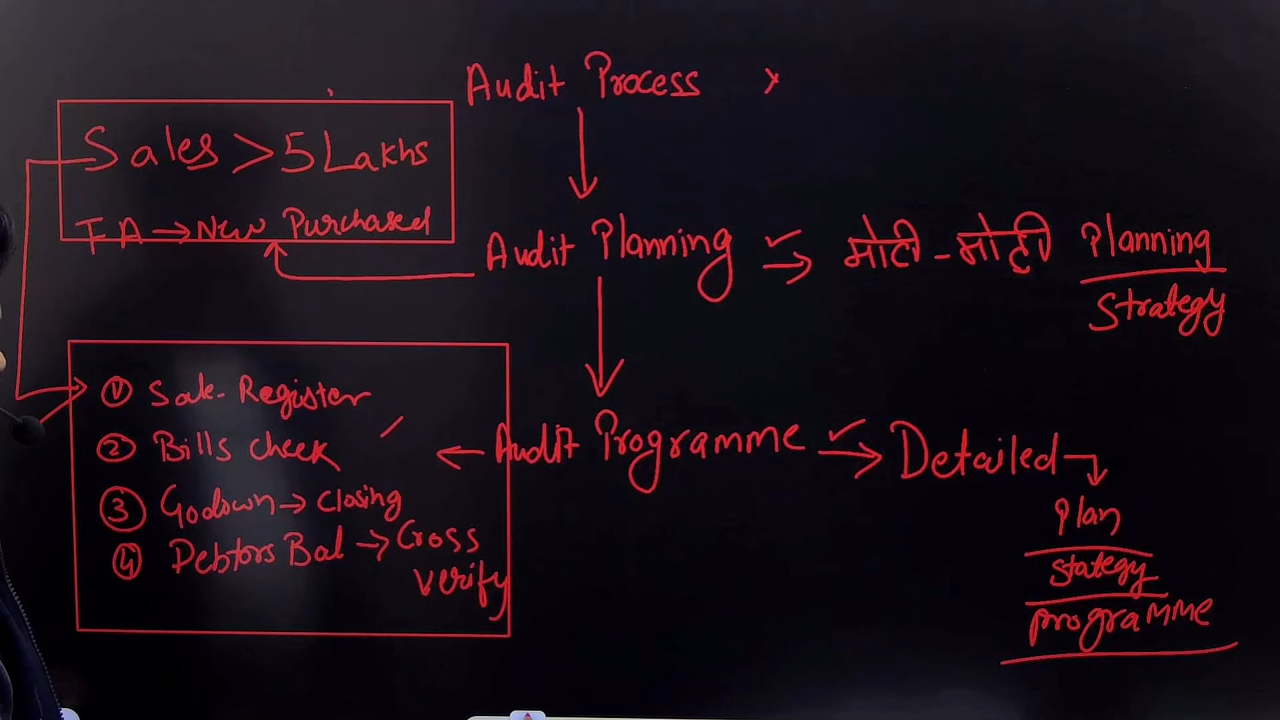 Audit Process
Sales > 5 Lakhs
FA → New Purchased
Audit Planning ✓ → मोटी - मोटी Planning
Strategy
Audit Programme ✓ → Detailed
Plan
stategy
programme
① Sale-Register
② Bills check
③ Godown → closing
④ Debtors Bal → Cross
verify